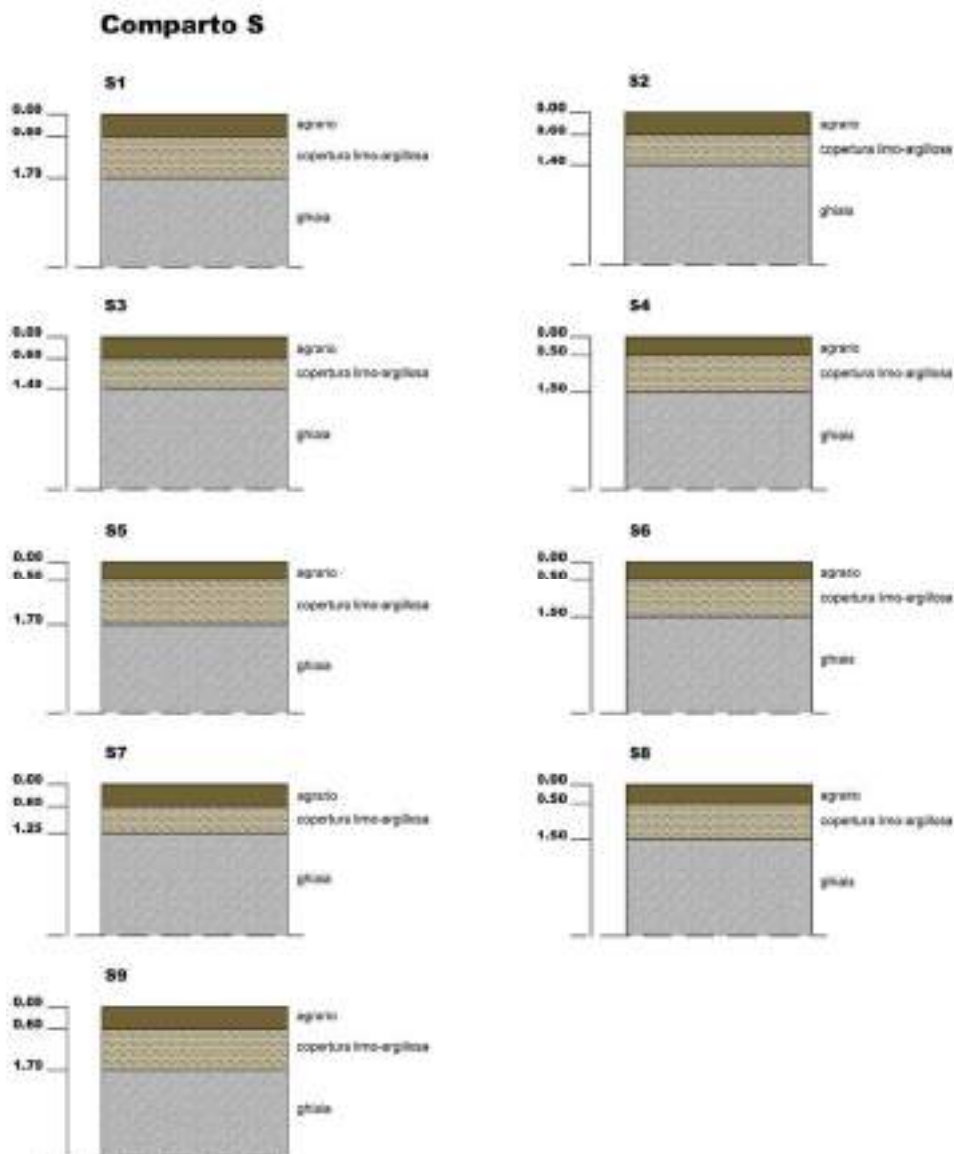 Comparto S
S1
0.00
agrario
0.60
copertura limo-argillosa
1.70
ghiaia
S2
0.00
agrario
0.60
copertura limo-argillosa
1.40
ghiaia
S3
0.00
agrario
0.60
copertura limo-argillosa
1.40
ghiaia
S4
0.00
agrario
0.50
copertura limo-argillosa
1.50
ghiaia
S5
0.00
agrario
0.50
copertura limo-argillosa
1.70
ghiaia
S6
0.00
agrario
0.50
copertura limo-argillosa
1.50
ghiaia
S7
0.00
agrario
0.60
copertura limo-argillosa
1.25
ghiaia
S8
0.00
agrario
0.50
copertura limo-argillosa
1.50
ghiaia
S9
0.00
agrario
0.60
copertura limo-argillosa
1.70
ghiaia